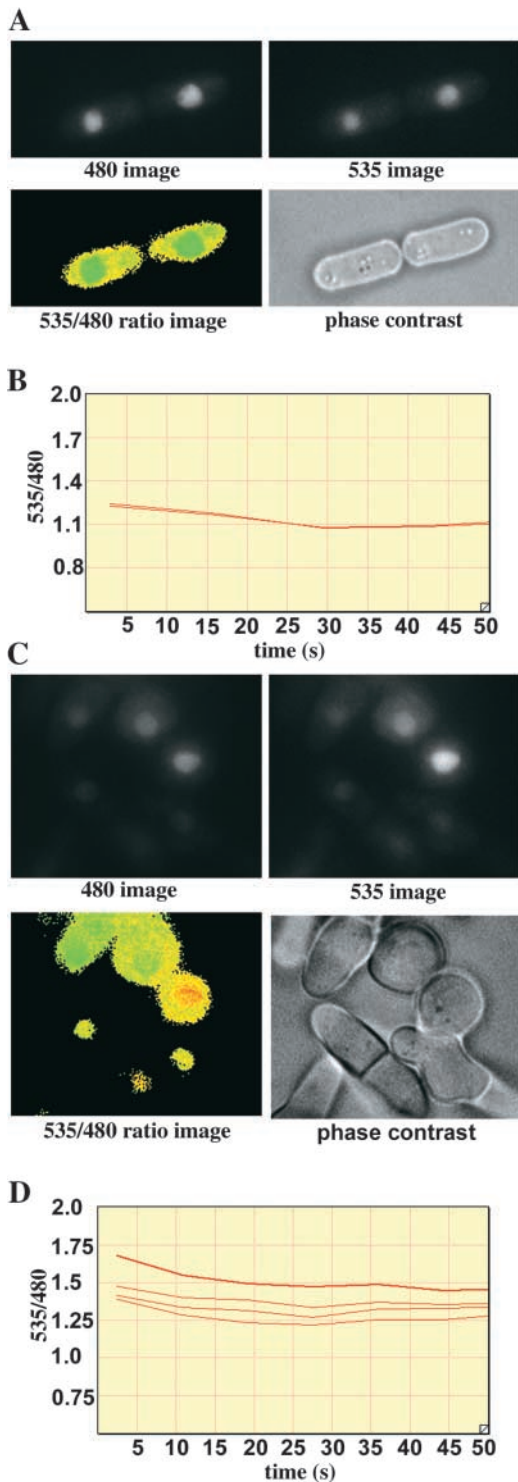 A
480 image
535 image
535/480 ratio image
phase contrast
B
2.0
1.7
1.4
1.1
0.8
535/480
5 10 15 20 25 30 35 40 45 50
time (s)
C
480 image
535 image
535/480 ratio image
phase contrast
D
2.0
1.75
1.5
1.25
1.0
0.75
535/480
5 10 15 20 25 30 35 40 45 50
time (s)